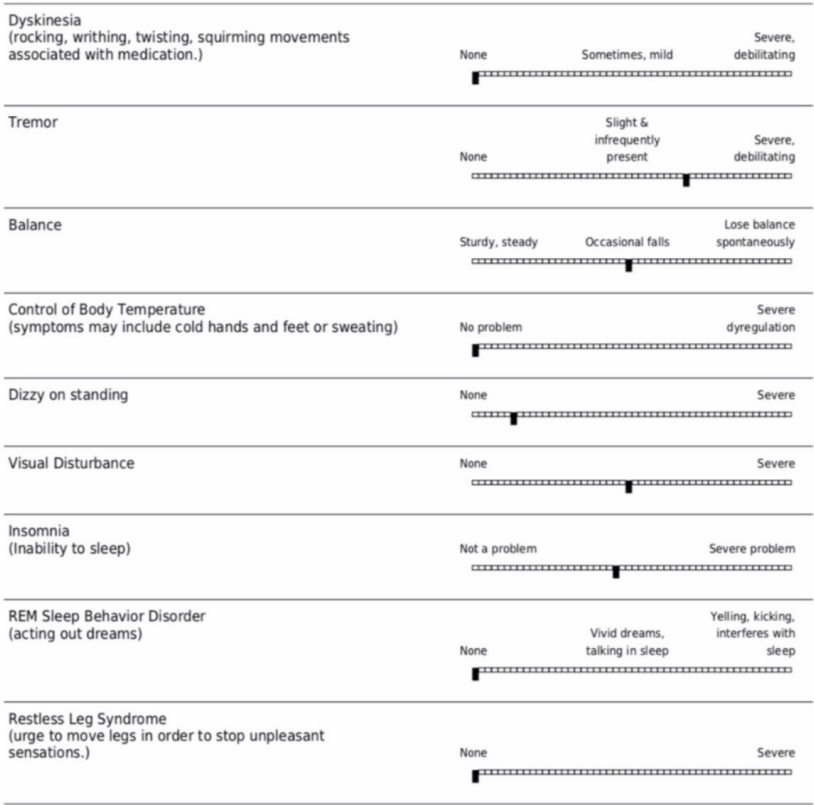 Dyskinesia
(rocking, writhing, twisting, squirming movements
associated with medication.)
None
Sometimes, mild
Severe,
debilitating
Tremor
None
Slight &
infrequently
present
Severe,
debilitating
Balance
Sturdy, steady
Occasional falls
Lose balance
spontaneously
Control of Body Temperature
(symptoms may include cold hands and feet or sweating)
No problem
Severe
dyregulation
Dizzy on standing
None
Severe
Visual Disturbance
None
Severe
Insomnia
(Inability to sleep)
Not a problem
Severe problem
REM Sleep Behavior Disorder
(acting out dreams)
None
Vivid dreams,
talking in sleep
Yelling, kicking,
interferes with
sleep
Restless Leg Syndrome
(urge to move legs in order to stop unpleasant
sensations.)
None
Severe